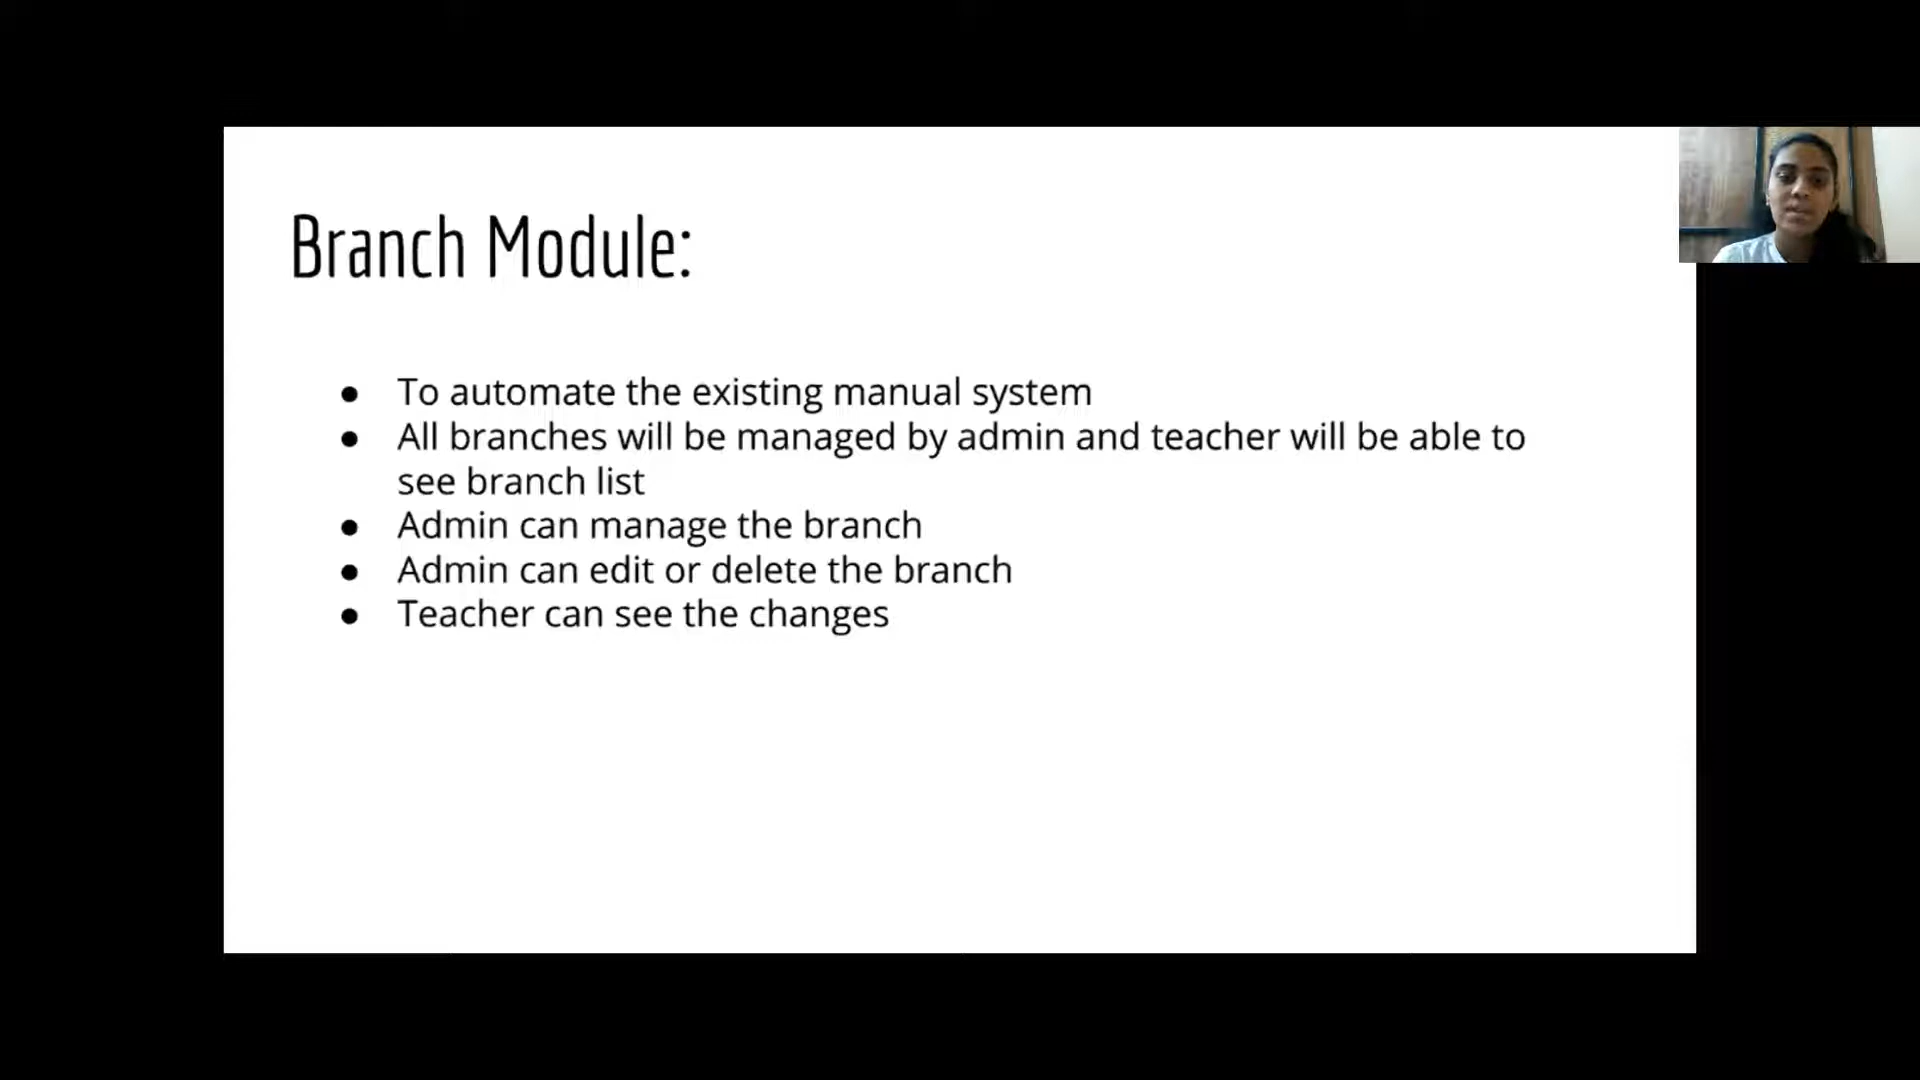 Branch Module:
● To automate the existing manual system
● All branches will be managed by admin and teacher will be able to
see branch list
● Admin can manage the branch
● Admin can edit or delete the branch
● Teacher can see the changes